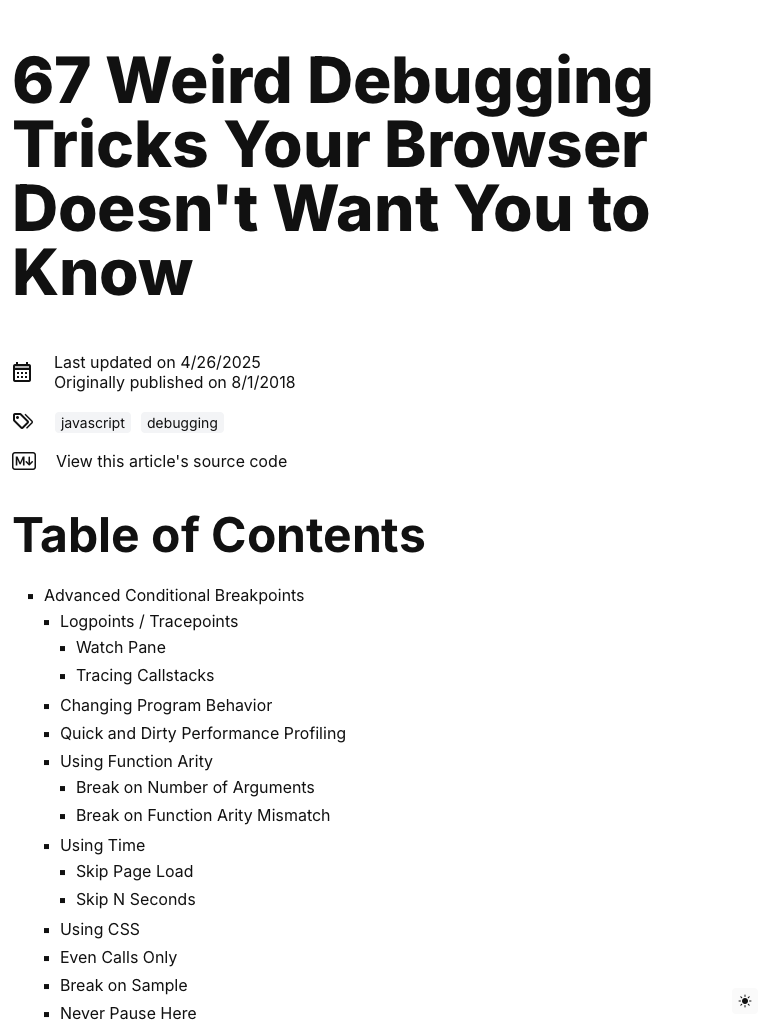 67 Weird Debugging
Tricks Your Browser
Doesn't Want You to
Know
Last updated on 4/26/2025
Originally published on 8/1/2018
javascript debugging
View this article's source code
Table of Contents
Advanced Conditional Breakpoints
Logpoints / Tracepoints
Watch Pane
Tracing Callstacks
Changing Program Behavior
Quick and Dirty Performance Profiling
Using Function Arity
Break on Number of Arguments
Break on Function Arity Mismatch
Using Time
Skip Page Load
Skip N Seconds
Using CSS
Even Calls Only
Break on Sample
Never Pause Here